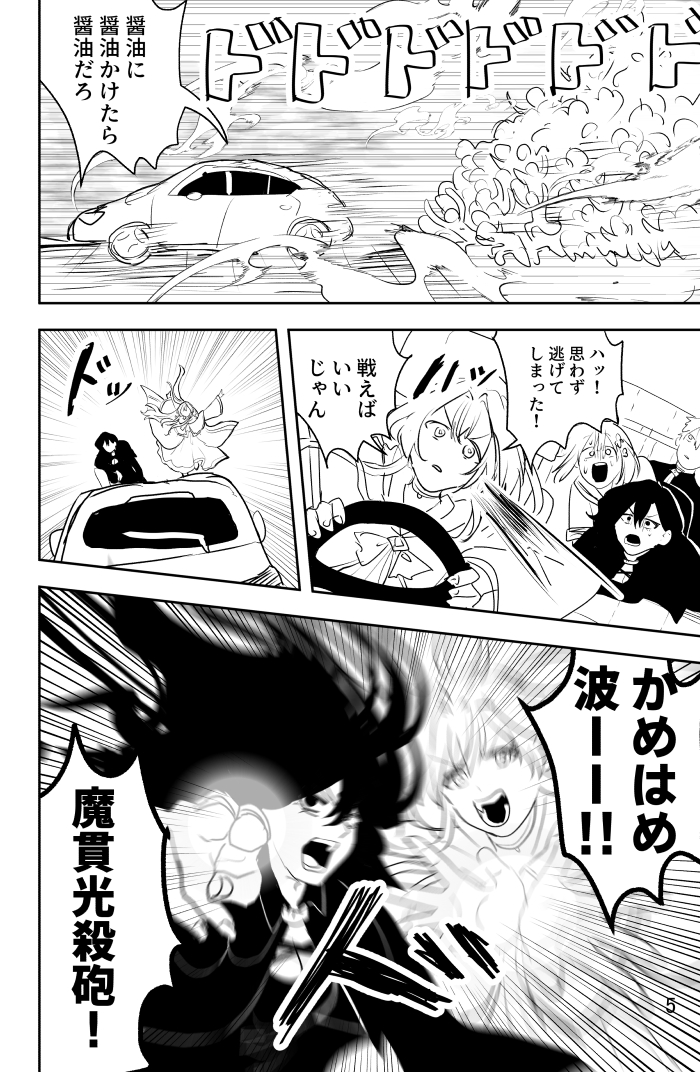 ドドドドドド
醤油に
醤油かけたら
醤油だろ
ハッ!
思わず
逃げて
しまった!
戦えば
いい
じゃん
ドッ
ドッ
かめはめ
波ーー!!
魔貫光殺砲!
ドッ
5